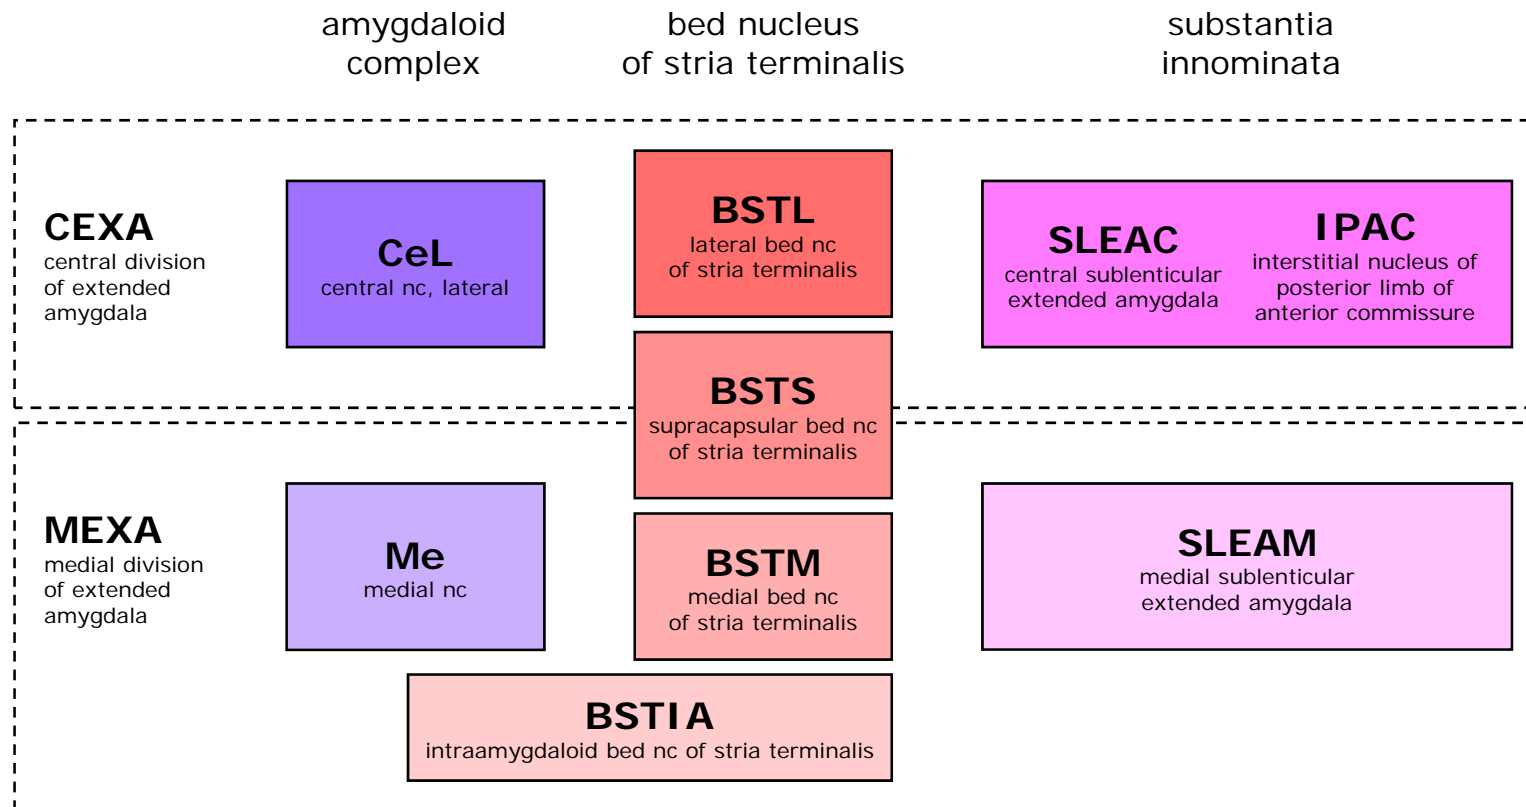 amygdaloid
complex
bed nucleus
of stria terminalis
substantia
innominata
CEXA
central division
of extended
amygdala
CeL
central nc, lateral
BSTL
lateral bed nc
of stria terminalis
SLEAC
central sublenticular
extended amygdala
IPAC
interstitial nucleus of
posterior limb of
anterior commissure
BSTS
supracapsular bed nc
of stria terminalis
MEXA
medial division
of extended
amygdala
Me
medial nc
BSTM
medial bed nc
of stria terminalis
SLEAM
medial sublenticular
extended amygdala
BSTIA
intraamygdaloid bed nc of stria terminalis